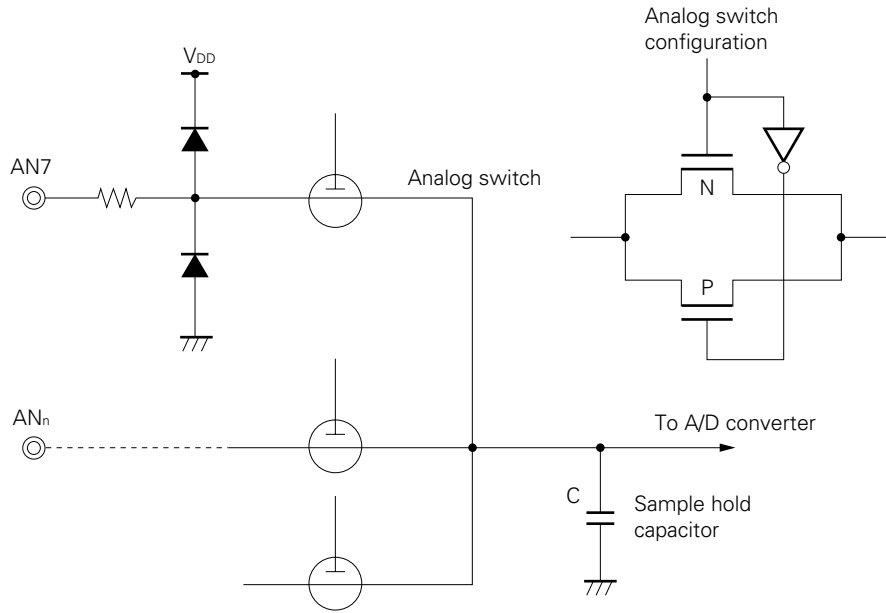 Analog switch
configuration
VDD
AN7
Analog switch
N
P
ANn
To A/D converter
C
Sample hold
capacitor